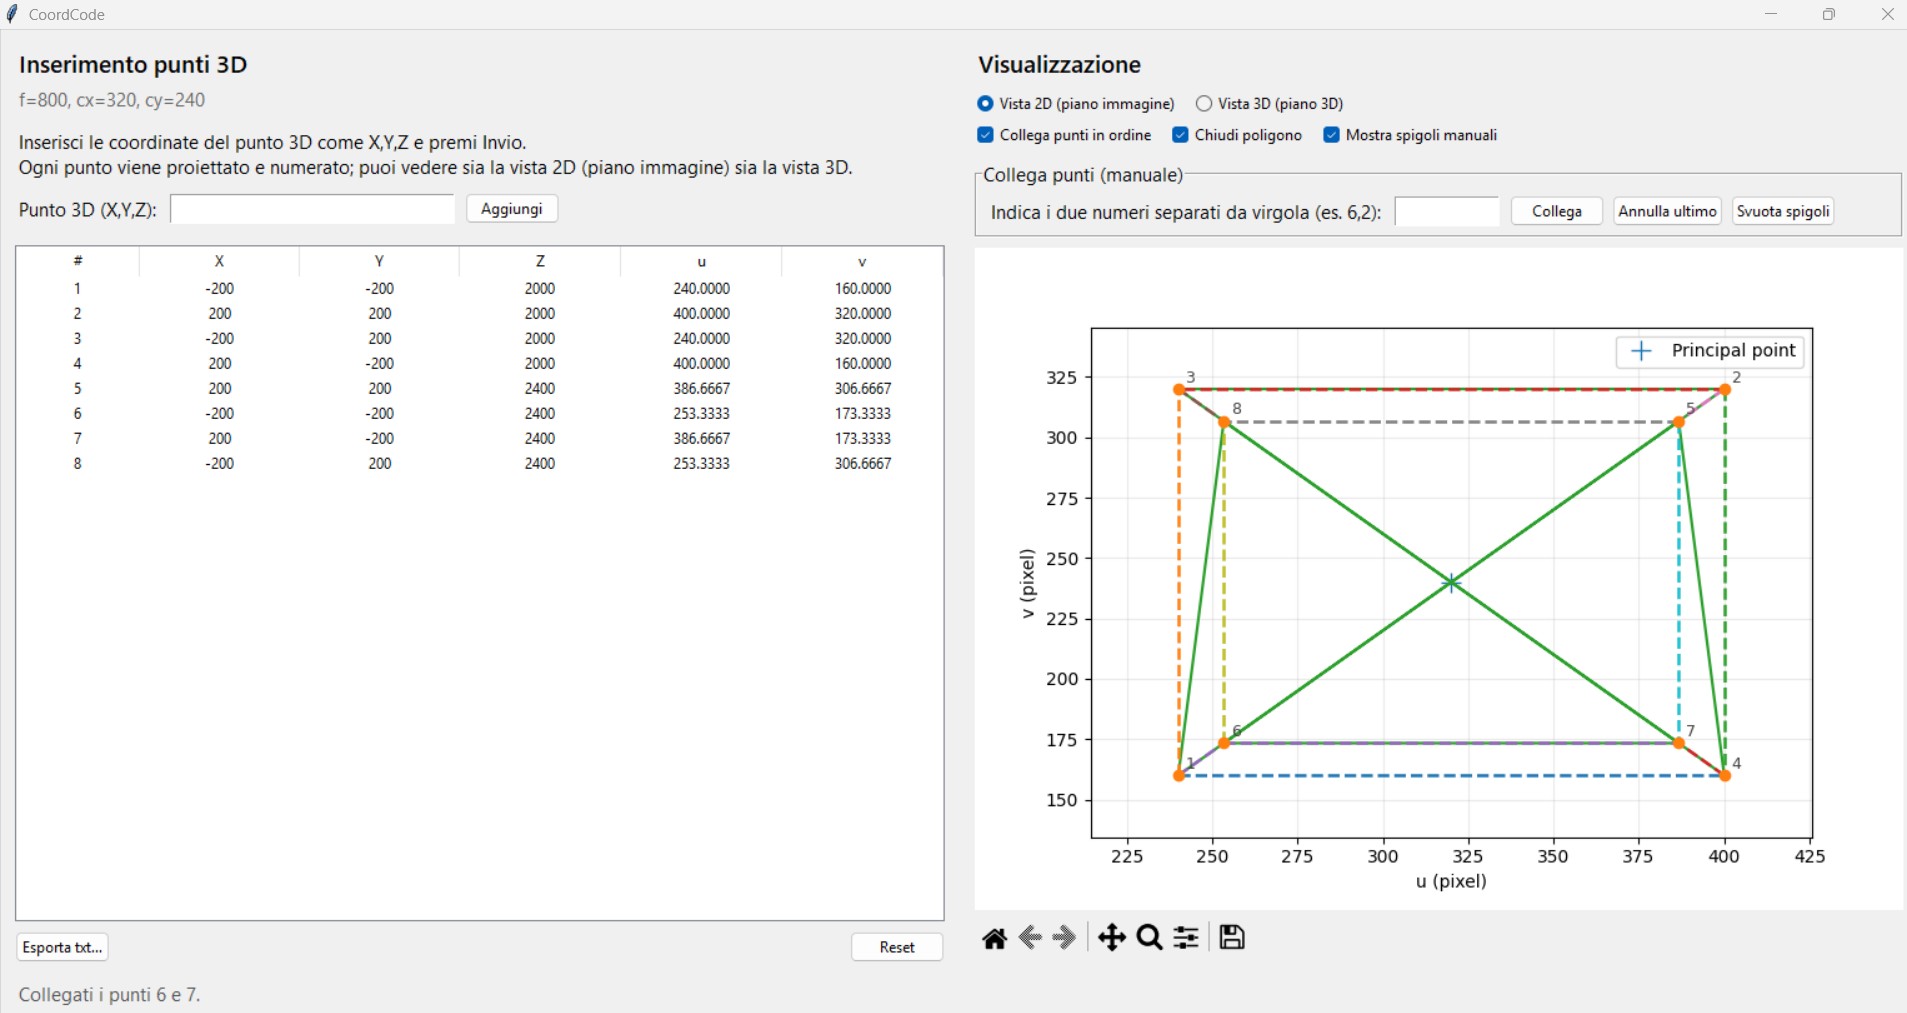 CoordCode
Inserimento punti 3D
f=800, cx=320, cy=240
Inserisci le coordinate del punto 3D come X,Y,Z e premi Invio.
Ogni punto viene proiettato e numerato; puoi vedere sia la vista 2D (piano immagine) sia la vista 3D.
Punto 3D (X,Y,Z):
Aggiungi
# X Y Z u v
1 -200 -200 2000 240.0000 160.0000
2 200 200 2000 400.0000 320.0000
3 -200 200 2000 240.0000 320.0000
4 200 -200 2000 400.0000 160.0000
5 200 200 2400 386.6667 306.6667
6 -200 -200 2400 253.3333 173.3333
7 200 -200 2400 386.6667 173.3333
8 -200 200 2400 253.3333 306.6667
Esporta txt...
Reset
Collegati i punti 6 e 7.
Visualizzazione
Vista 2D (piano immagine) Vista 3D (piano 3D)
Collega punti in ordine Chiudi poligono Mostra spigoli manuali
Collega punti (manuale)
Indica i due numeri separati da virgola (es. 6,2): Collega Annulla ultimo Svuota spigoli
Principal point
325
300
275
250
225
200
175
150
v (pixel)
3
2
8
5
6
7
1
4
225 250 275 300 325 350 375 400 425
u (pixel)